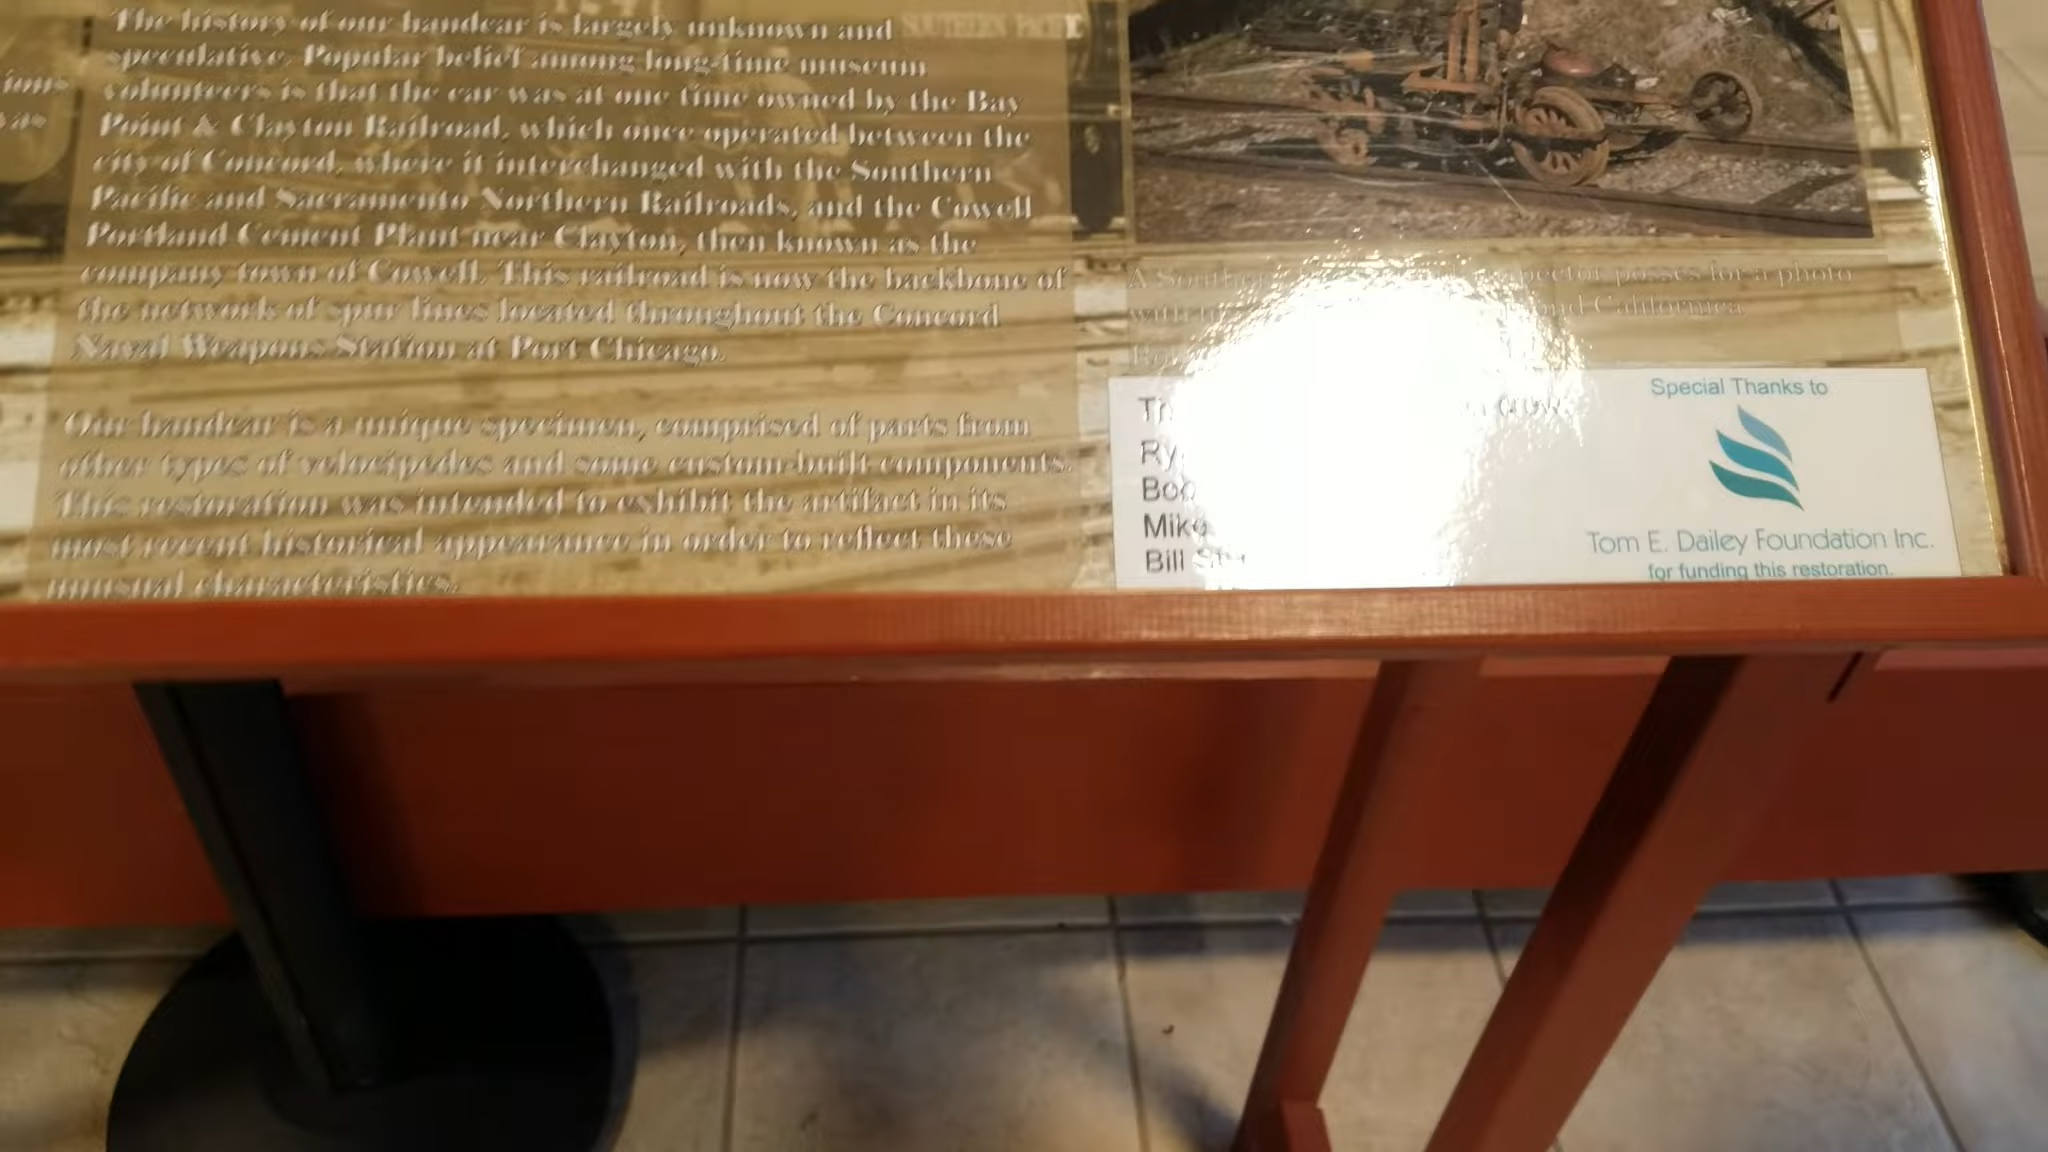 ions
The history of our handcar is largely unknown and
speculative. Popular belief among long-time museum
volunteers is that the car was at one time owned by the Bay
Point & Clayton Railroad, which once operated between the
city of Concord, where it interchanged with the Southern
Pacific and Sacramento Northern Railroads, and the Cowell
Portland Cement Plant near Clayton, then known as the
company town of Cowell. This railroad is now the backbone of
the network of spur lines located throughout the Concord
Naval Weapons Station at Port Chicago.
Our handcar is a unique specimen, comprised of parts from
other types of velocipedes and some custom-built components.
This restoration was intended to exhibit the artifact in its
most recent historical appearance in order to reflect these
unusual characteristics.
SOUTHERN PACIFIC
A posses for a photo
Bob
Mike
Bill
Special Thanks to
Tom E. Dailey Foundation Inc.
for funding this restoration.